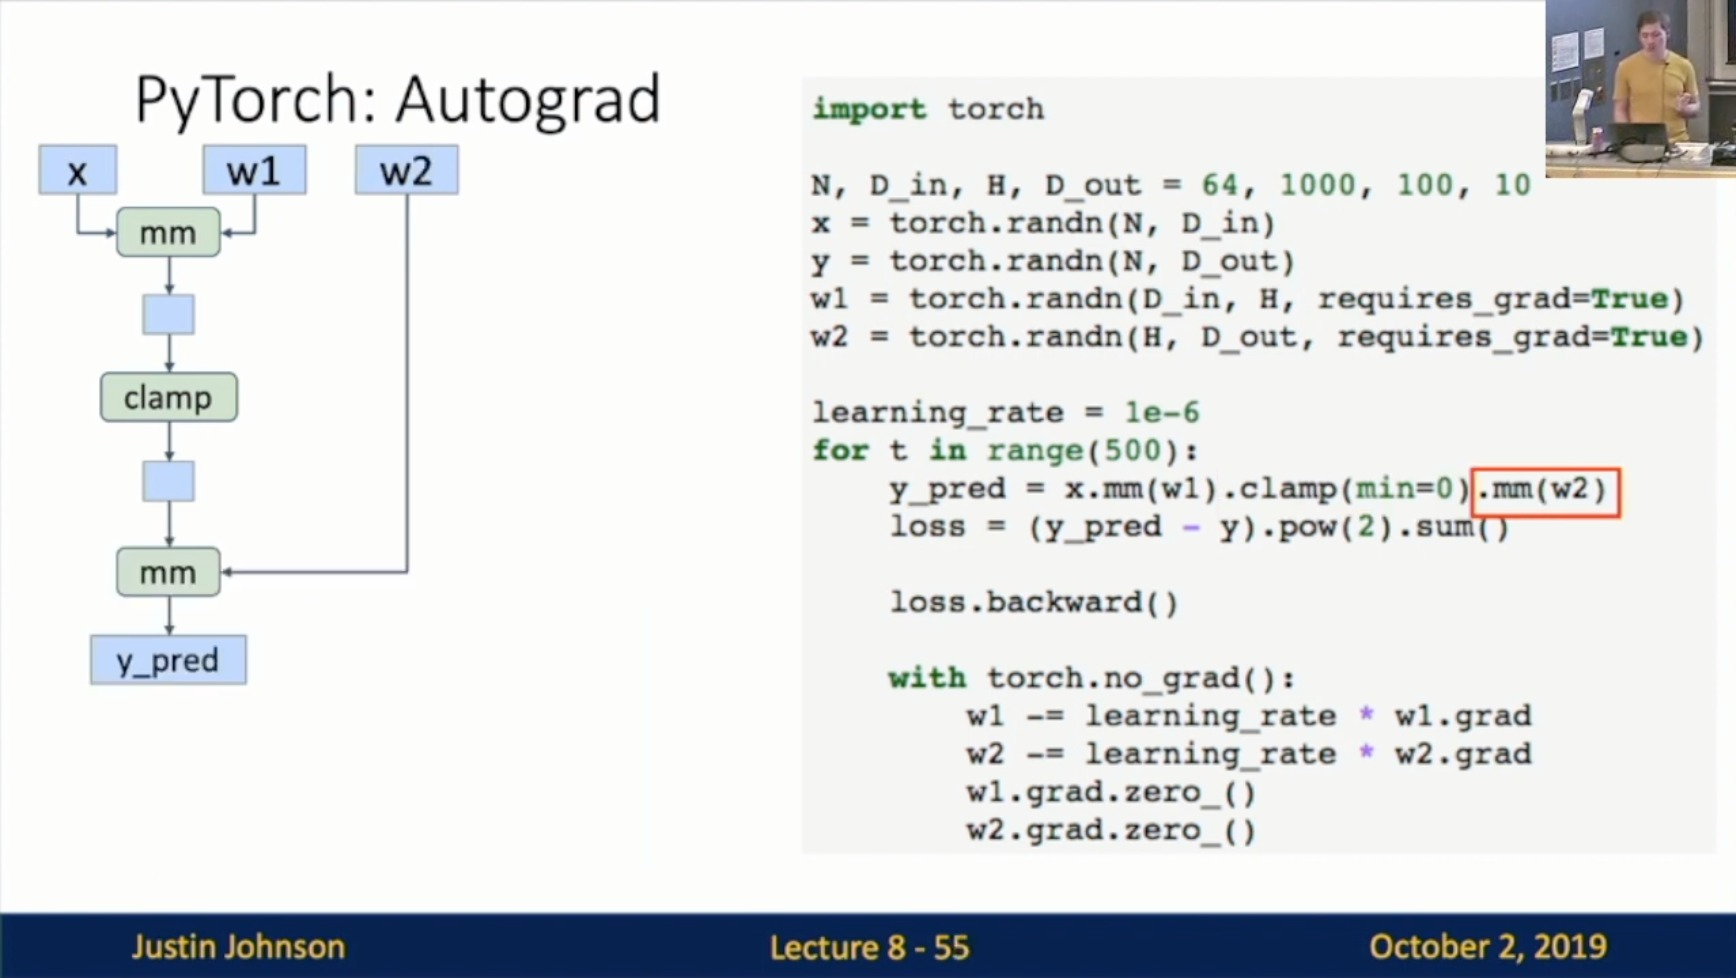 PyTorch: Autograd
x w1 w2
mm
clamp
mm
y_pred
import torch
N, D_in, H, D_out = 64, 1000, 100, 10
x = torch.randn(N, D_in)
y = torch.randn(N, D_out)
w1 = torch.randn(D_in, H, requires_grad=True)
w2 = torch.randn(H, D_out, requires_grad=True)
learning_rate = 1e-6
for t in range(500):
    y_pred = x.mm(w1).clamp(min=0).mm(w2)
    loss = (y_pred - y).pow(2).sum()
    loss.backward()
    with torch.no_grad():
        w1 -= learning_rate * w1.grad
        w2 -= learning_rate * w2.grad
        w1.grad.zero_()
        w2.grad.zero_()
Justin Johnson
Lecture 8 - 55
October 2, 2019